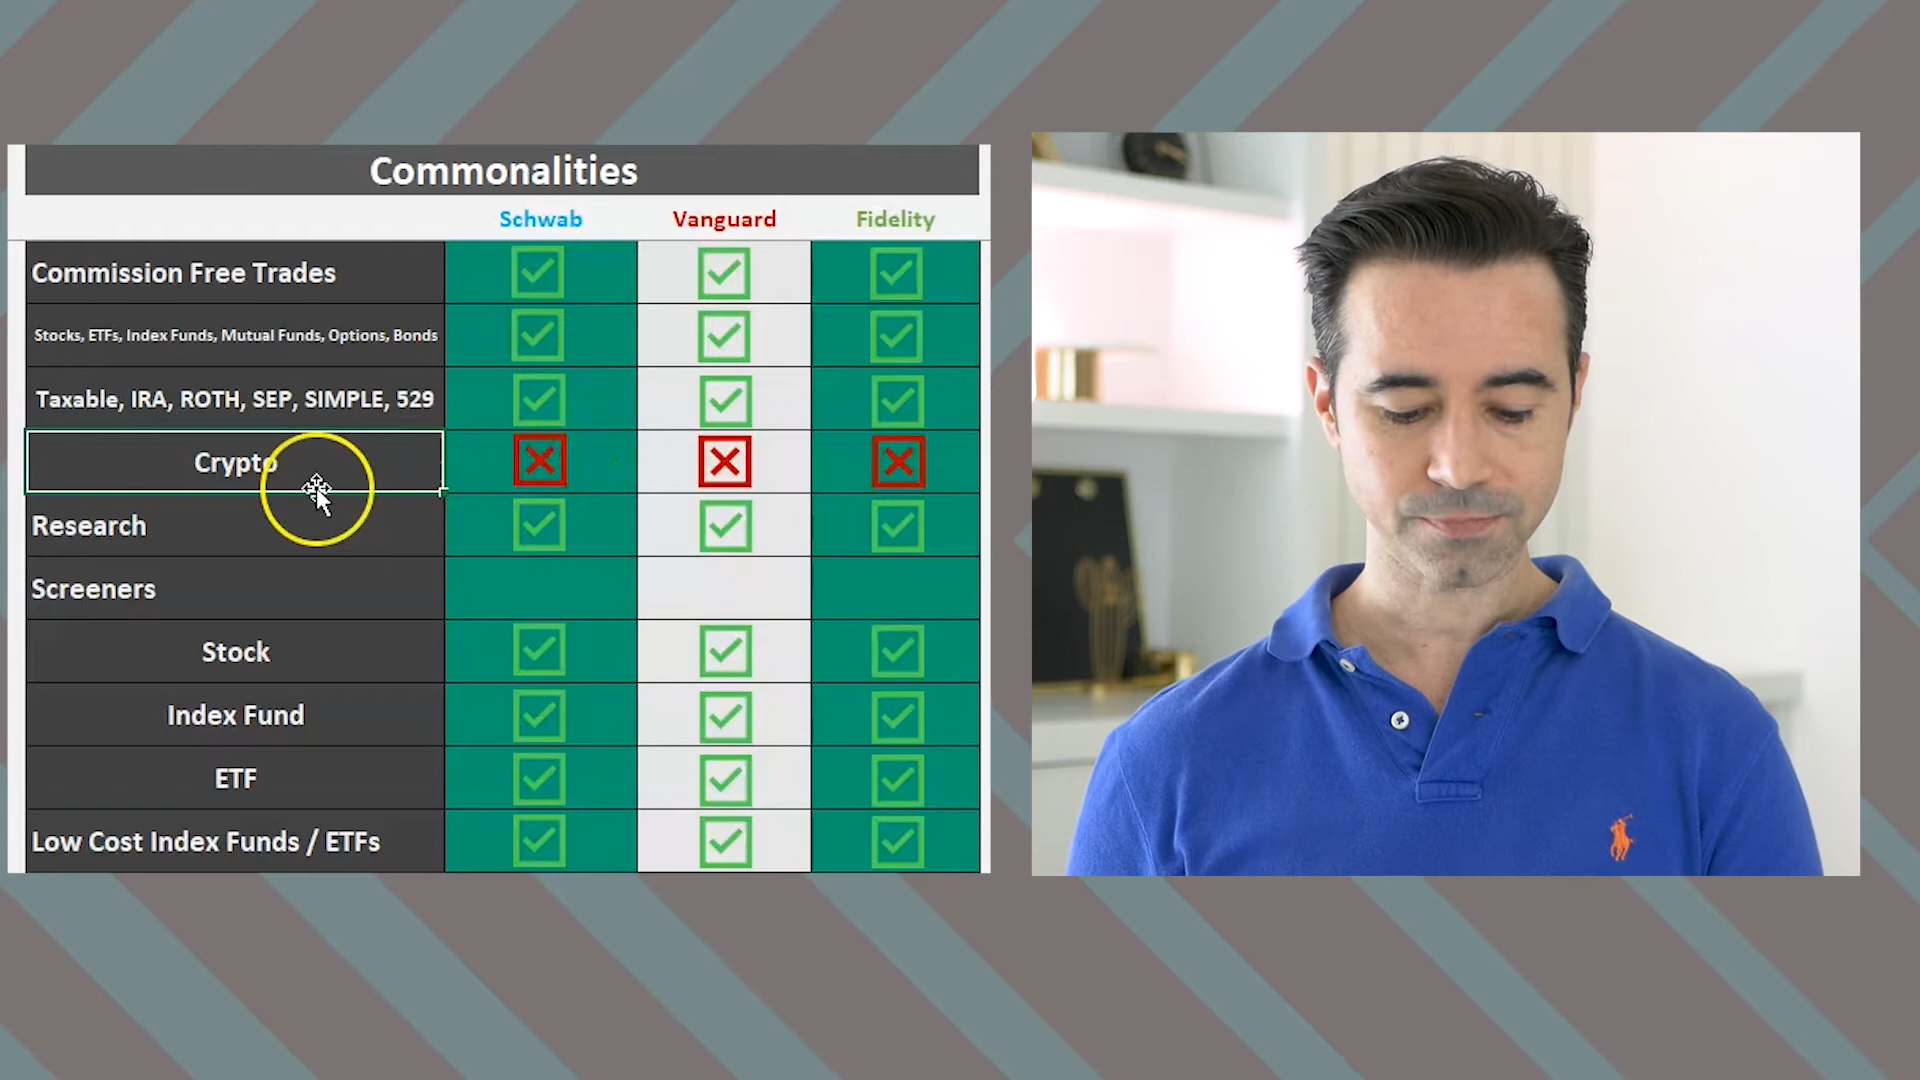 Commonalities
Schwab Vanguard Fidelity
Commission Free Trades
Stocks, ETFs, Index Funds, Mutual Funds, Options, Bonds
Taxable, IRA, ROTH, SEP, SIMPLE, 529
Crypto
Research
Screeners
Stock
Index Fund
ETF
Low Cost Index Funds / ETFs